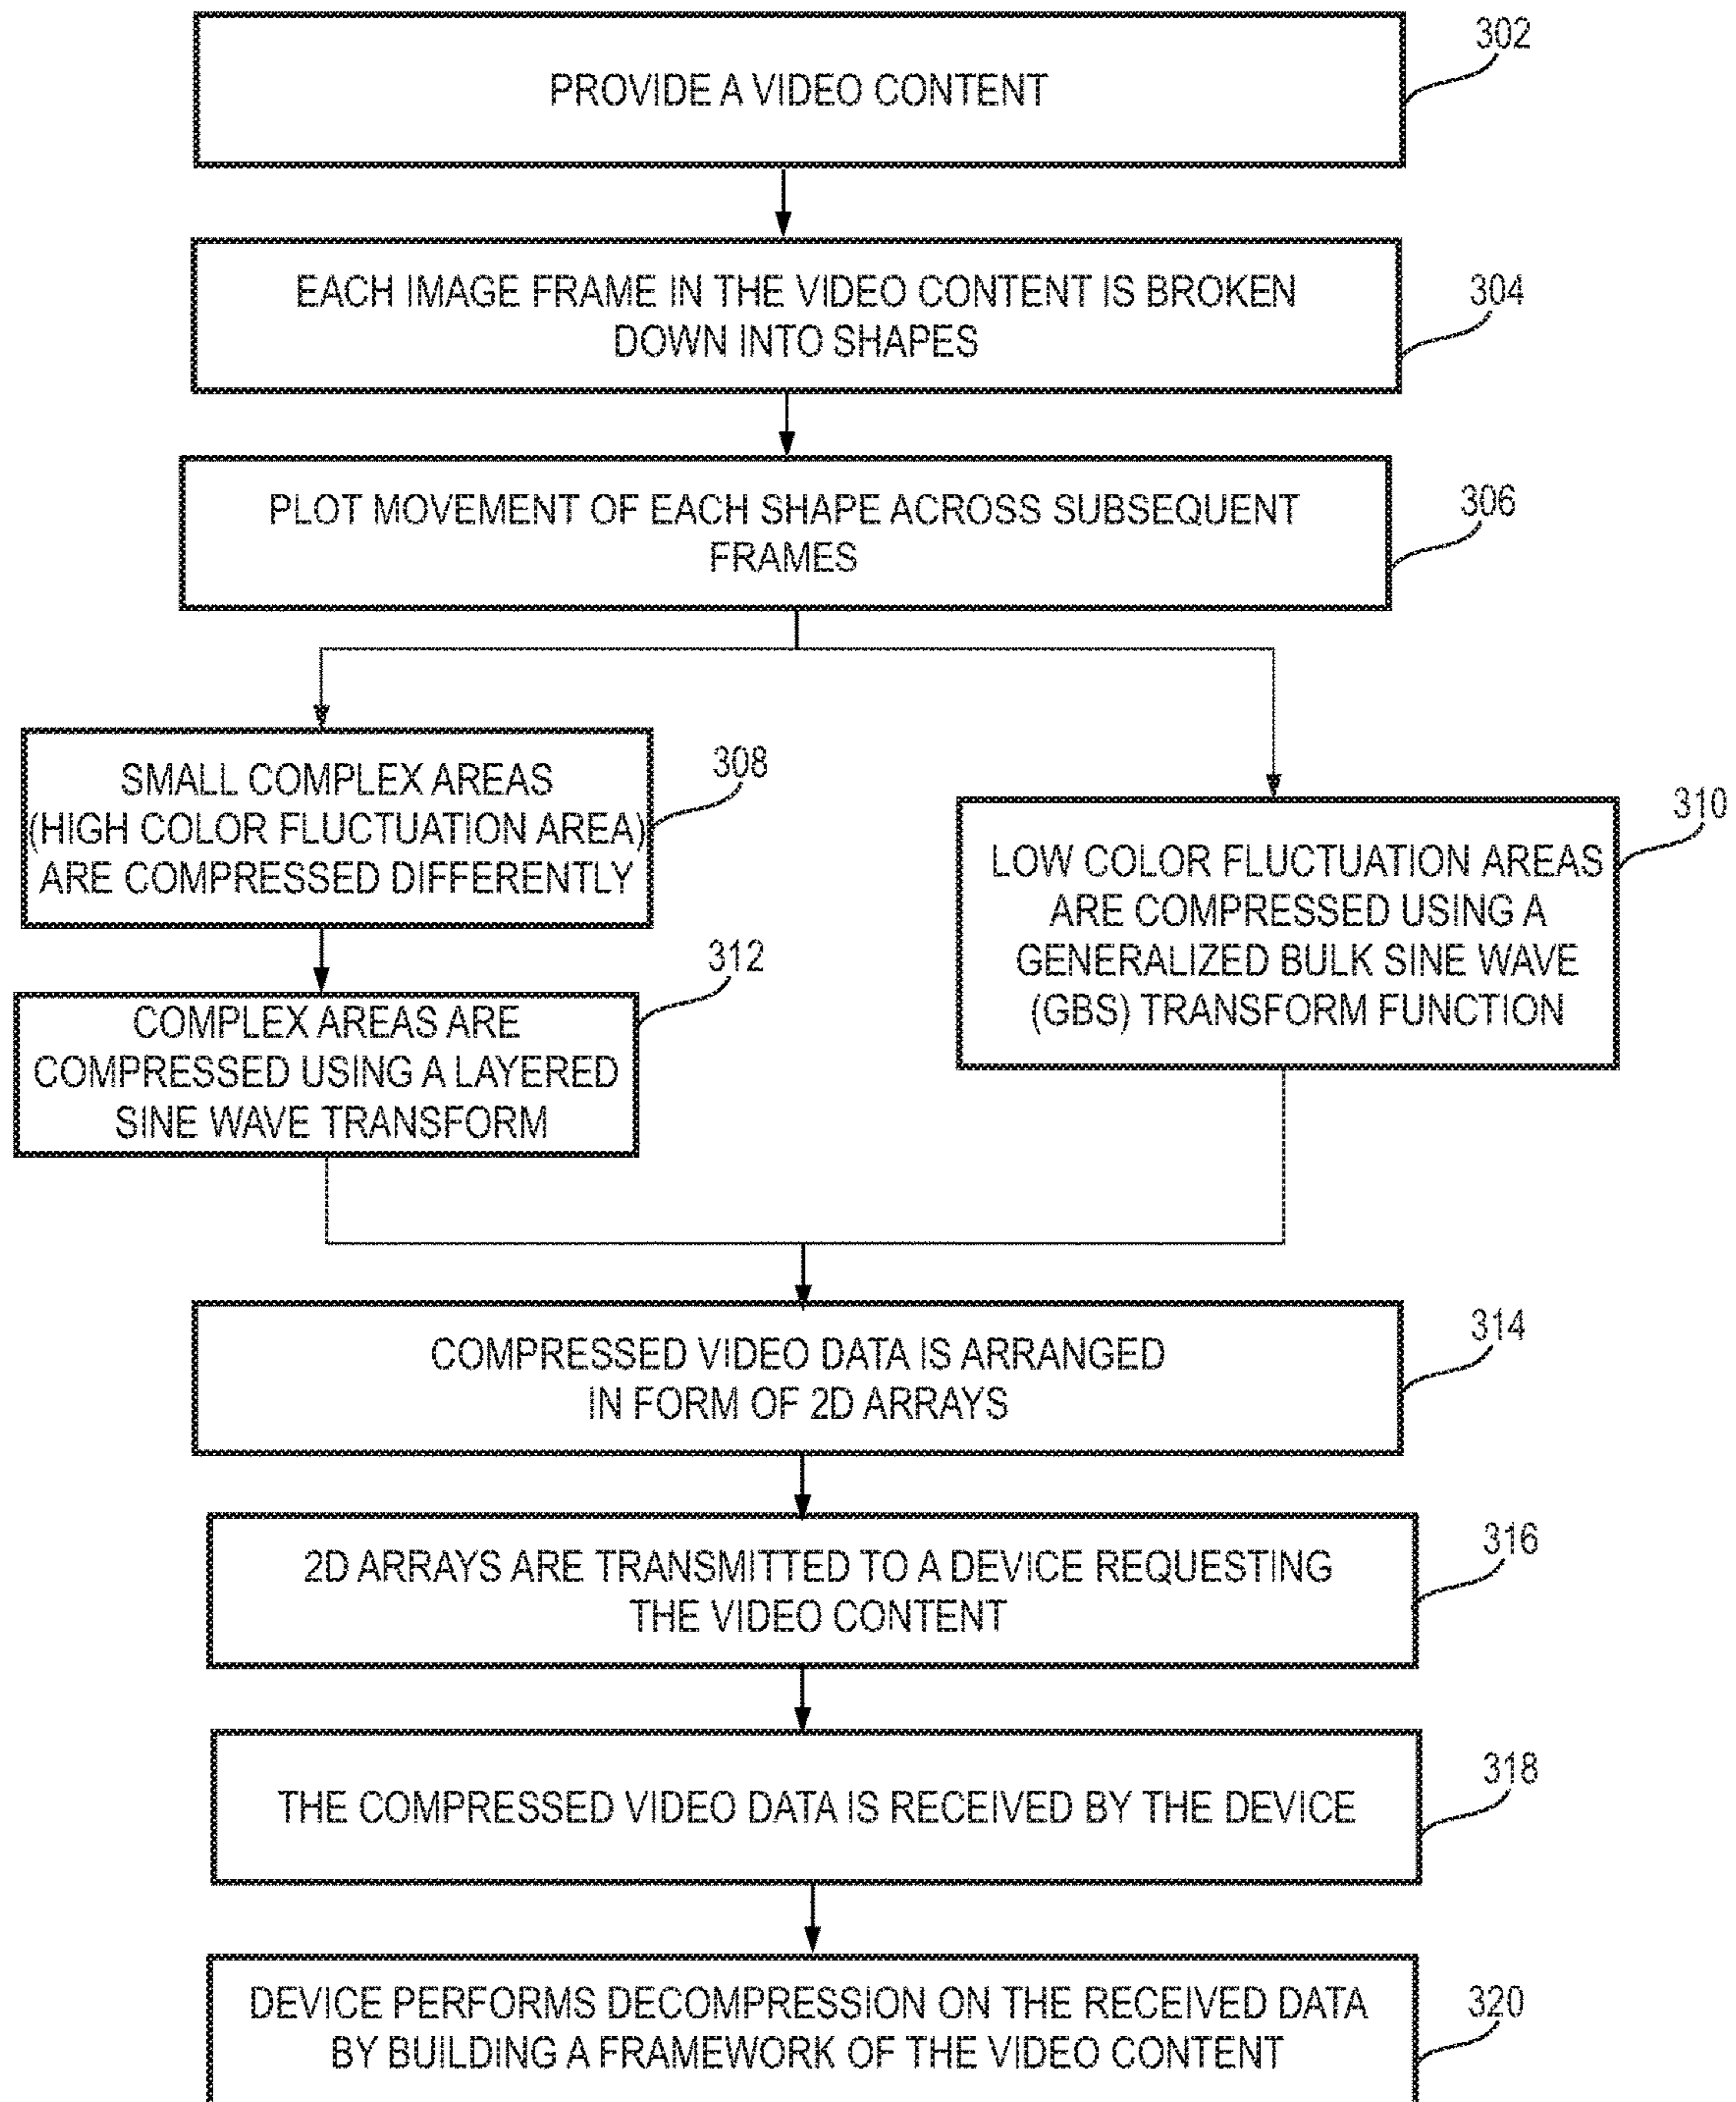 302
PROVIDE A VIDEO CONTENT
304
EACH IMAGE FRAME IN THE VIDEO CONTENT IS BROKEN
DOWN INTO SHAPES
306
PLOT MOVEMENT OF EACH SHAPE ACROSS SUBSEQUENT
FRAMES
308
SMALL COMPLEX AREAS
(HIGH COLOR FLUCTUATION AREA)
ARE COMPRESSED DIFFERENTLY
310
LOW COLOR FLUCTUATION AREAS
ARE COMPRESSED USING A
GENERALIZED BULK SINE WAVE
(GBS) TRANSFORM FUNCTION
312
COMPLEX AREAS ARE
COMPRESSED USING A LAYERED
SINE WAVE TRANSFORM
314
COMPRESSED VIDEO DATA IS ARRANGED
IN FORM OF 2D ARRAYS
316
2D ARRAYS ARE TRANSMITTED TO A DEVICE REQUESTING
THE VIDEO CONTENT
318
THE COMPRESSED VIDEO DATA IS RECEIVED BY THE DEVICE
320
DEVICE PERFORMS DECOMPRESSION ON THE RECEIVED DATA
BY BUILDING A FRAMEWORK OF THE VIDEO CONTENT